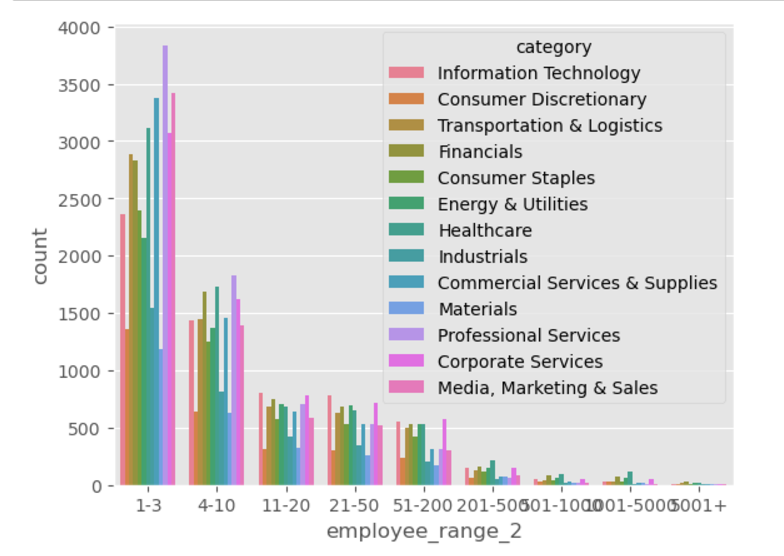 4000
3500
3000
2500
2000
1500
1000
500
0
count
category
Information Technology
Consumer Discretionary
Transportation & Logistics
Financials
Consumer Staples
Energy & Utilities
Healthcare
Industrials
Commercial Services & Supplies
Materials
Professional Services
Corporate Services
Media, Marketing & Sales
1-3 4-10 11-20 21-50 51-200 201-500 501-1000 1001-5000 5001+
employee_range_2